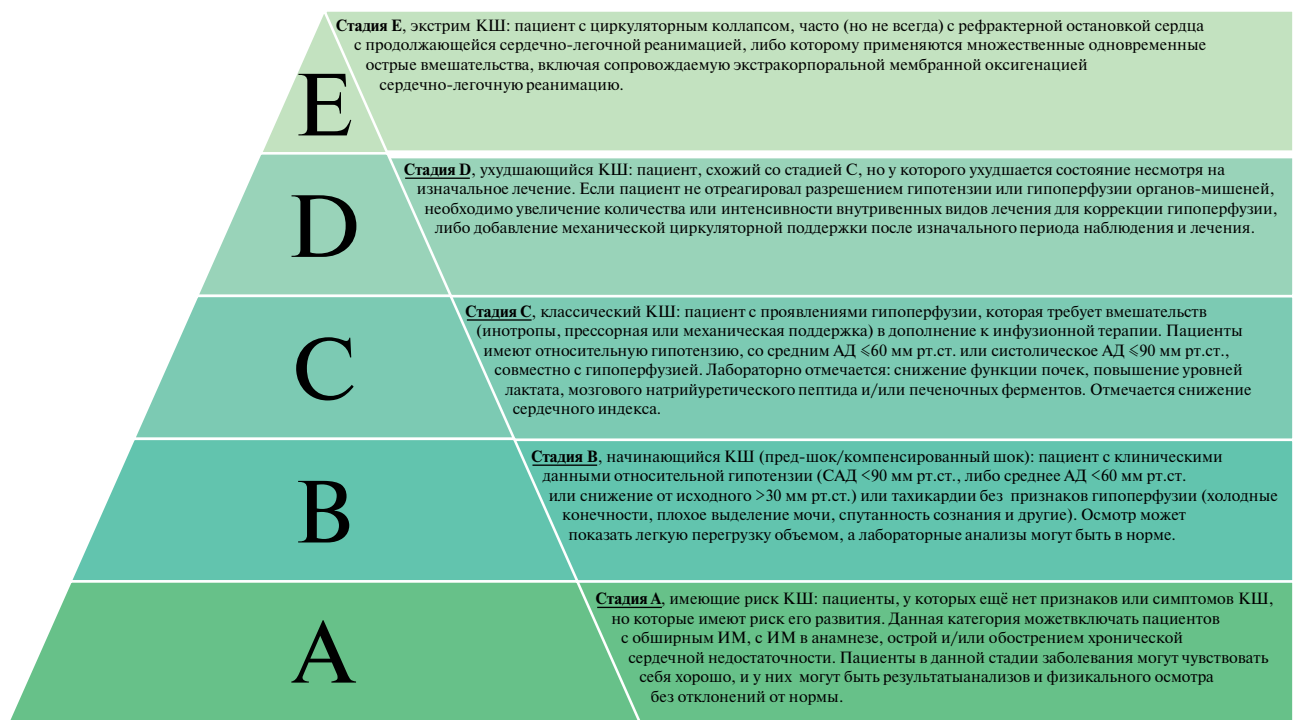 Стадия E, экстрим КШ: пациент с циркуляторным коллапсом, часто (но не всегда) с рефрактерной остановкой сердца
с продолжающейся сердечно-легочной реанимацией, либо которому применяются множественные одновременные
острые вмешательства, включая сопровождаемую экстракорпоральной мембранной оксигенацией
сердечно-легочную реанимацию.
E
Стадия D, ухудшающийся КШ: пациент, схожий со стадией С, но у которого ухудшается состояние несмотря на
изначальное лечение. Если пациент не отреагировал разрешением гипотензии или гипоперфузии органов-мишеней,
необходимо увеличение количества или интенсивности внутривенных видов лечения для коррекции гипоперфузии,
либо добавление механической циркуляторной поддержки после изначального периода наблюдения и лечения.
D
Стадия C, классический КШ: пациент с проявлениями гипоперфузии, которая требует вмешательств
(инотропы, прессорная или механическая поддержка) в дополнение к инфузионной терапии. Пациенты
имеют относительную гипотензию, со средним АД ⩽60 мм рт.ст. или систолическое АД ⩽90 мм рт.ст.,
совместно с гипоперфузией. Лабораторно отмечается: снижение функции почек, повышение уровней
лактата, мозгового натрийуретического пептида и/или печеночных ферментов. Отмечается снижение
сердечного индекса.
C
Стадия B, начинающийся КШ (пред-шок/компенсированный шок): пациент с клиническими
данными относительной гипотензии (САД <90 мм рт.ст., либо среднее АД <60 мм рт.ст.
или снижение от исходного >30 мм рт.ст.) или тахикардии без признаков гипоперфузии (холодные
конечности, плохое выделение мочи, спутанность сознания и другие). Осмотр может
показать легкую перегрузку объемом, а лабораторные анализы могут быть в норме.
B
Стадия A, имеющие риск КШ: пациенты, у которых ещё нет признаков или симптомов КШ,
но которые имеют риск его развития. Данная категория можетвключать пациентов
с обширным ИМ, с ИМ в анамнезе, острой и/или обострением хронической
сердечной недостаточности. Пациенты в данной стадии заболевания могут чувствовать
себя хорошо, и у них могут быть результатыанализов и физикального осмотра
без отклонений от нормы.
A